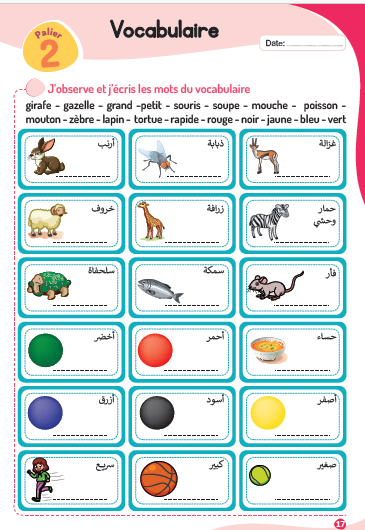 Palier
2
Vocabulaire
Date:
J'observe et j'écris les mots du vocabulaire
girafe - gazelle - grand -petit - souris - soupe - mouche - poisson -
mouton - zèbre - lapin - tortue - rapide - rouge - noir - jaune - bleu - vert
أرنب
ذبابة
غزالة
خروف
زرافة
حمار
وحشي
سلحفاة
سمكة
فأر
أخضر
أحمر
حساء
أزرق
أسود
أصفر
سريع
كبير
صغير
17